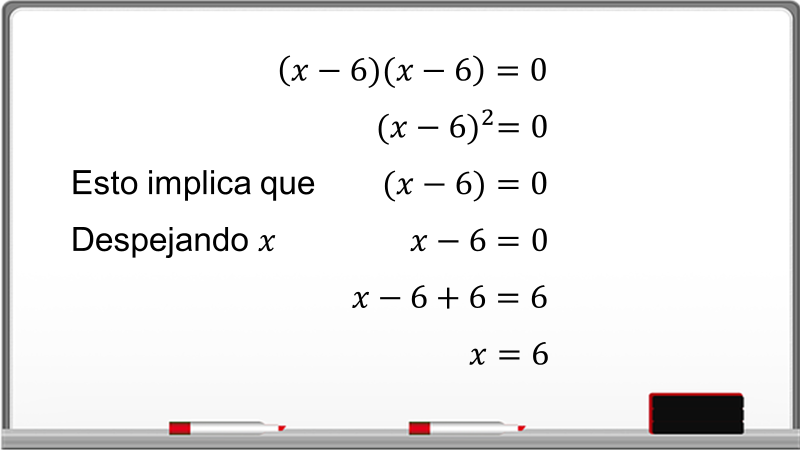 (x − 6)(x − 6) = 0
(x − 6)² = 0
Esto implica que (x − 6) = 0
Despejando x x − 6 = 0
x − 6 + 6 = 6
x = 6